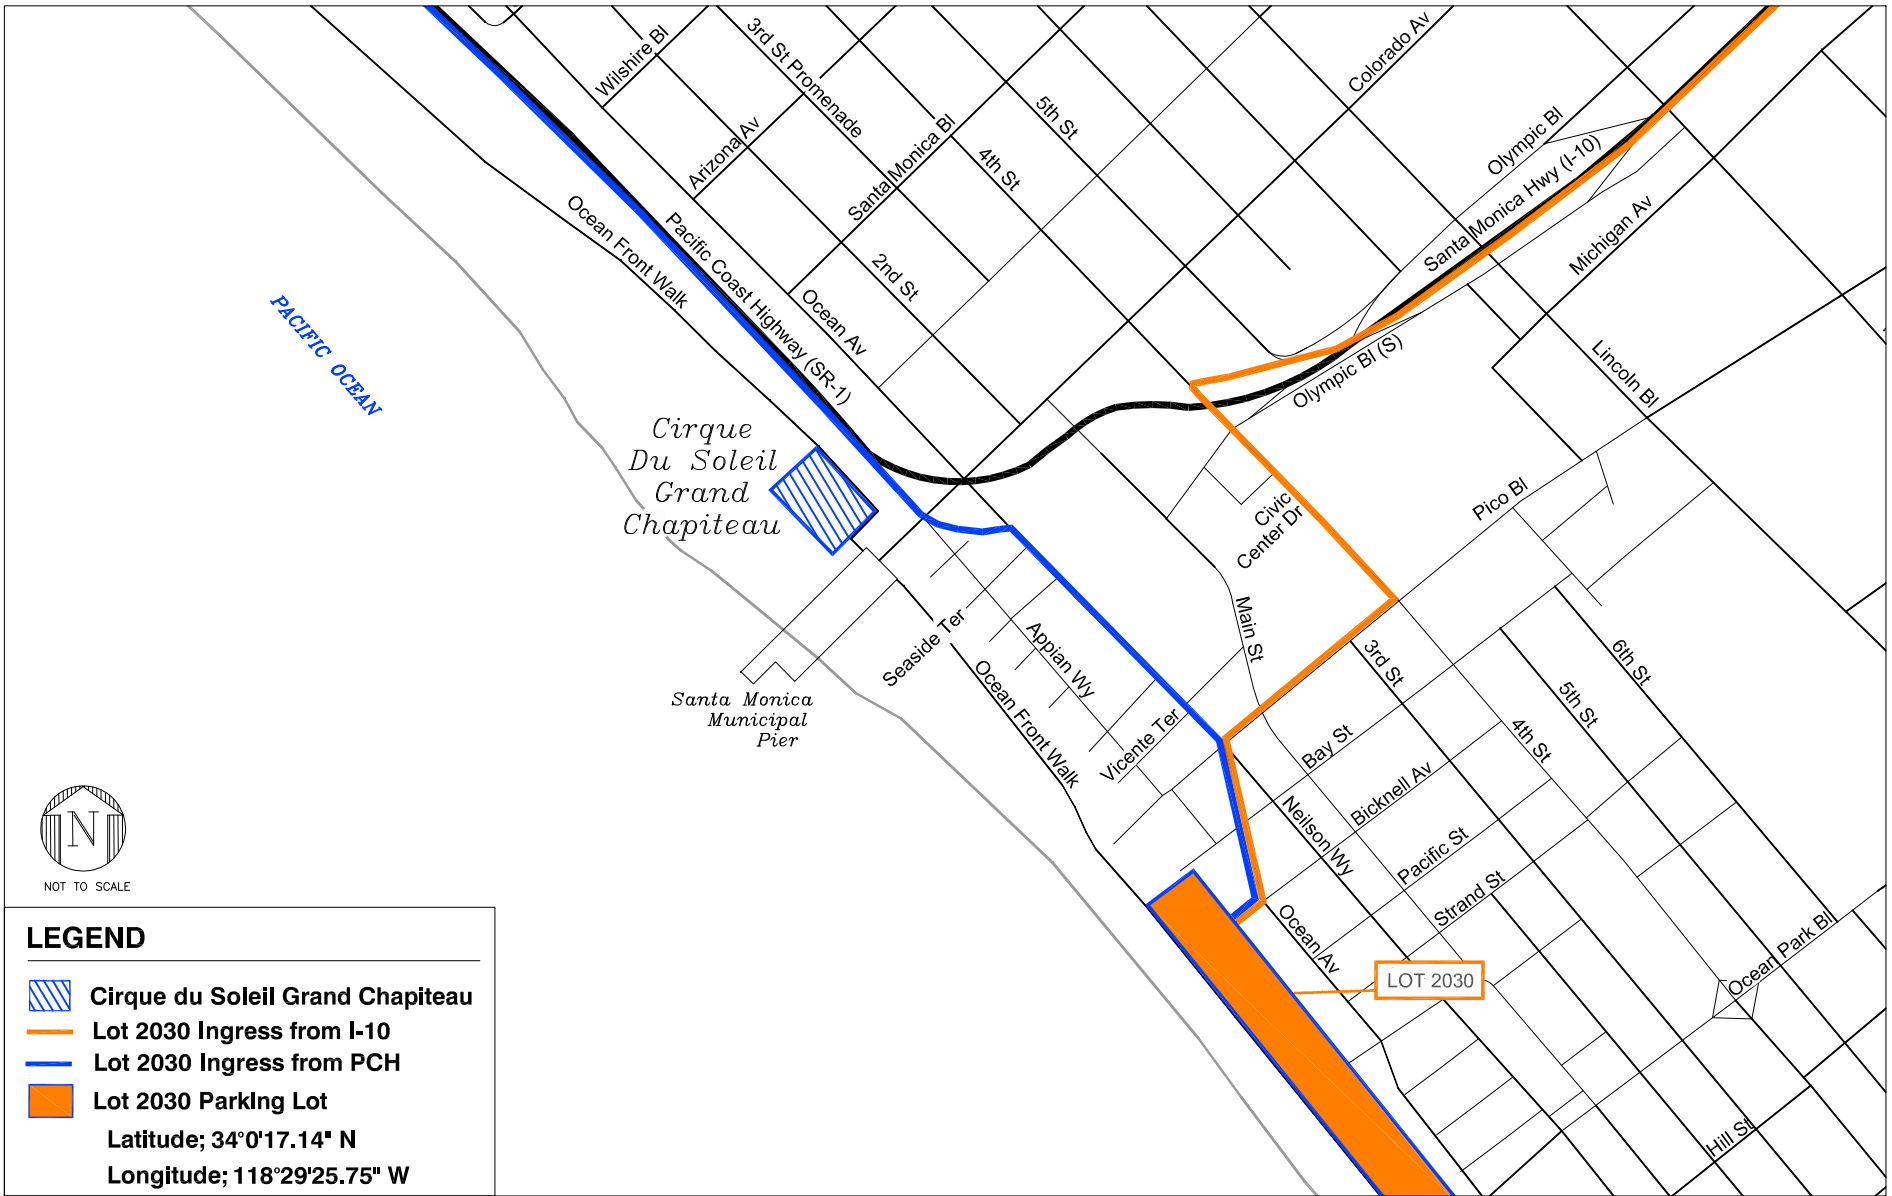 Wilshire Bl
3rd St Promenade
Arizona Av
Santa Monica Bl
5th St
4th St
Colorado Av
Olympic Bl
Santa Monica Hwy (I-10)
Michigan Av
Ocean Front Walk
Pacific Coast Highway (SR-1)
2nd St
Ocean Av
PACIFIC OCEAN
Olympic Bl (S)
Lincoln Bl
Cirque
Du Soleil
Grand
Chapiteau
Civic
Center Dr
Pico Bl
Main St
Seaside Ter
Appian Wy
Ocean Front Walk
Santa Monica
Municipal
Pier
Vicente Ter
3rd St
6th St
5th St
4th St
Bay St
Bicknell Av
Neilson Wy
Pacific St
Strand St
Ocean Av
LOT 2030
Ocean Park Bl
Hill St
N
NOT TO SCALE
LEGEND
Cirque du Soleil Grand Chapiteau
Lot 2030 Ingress from I-10
Lot 2030 Ingress from PCH
Lot 2030 Parking Lot
Latitude; 34°0'17.14" N
Longitude; 118°29'25.75" W